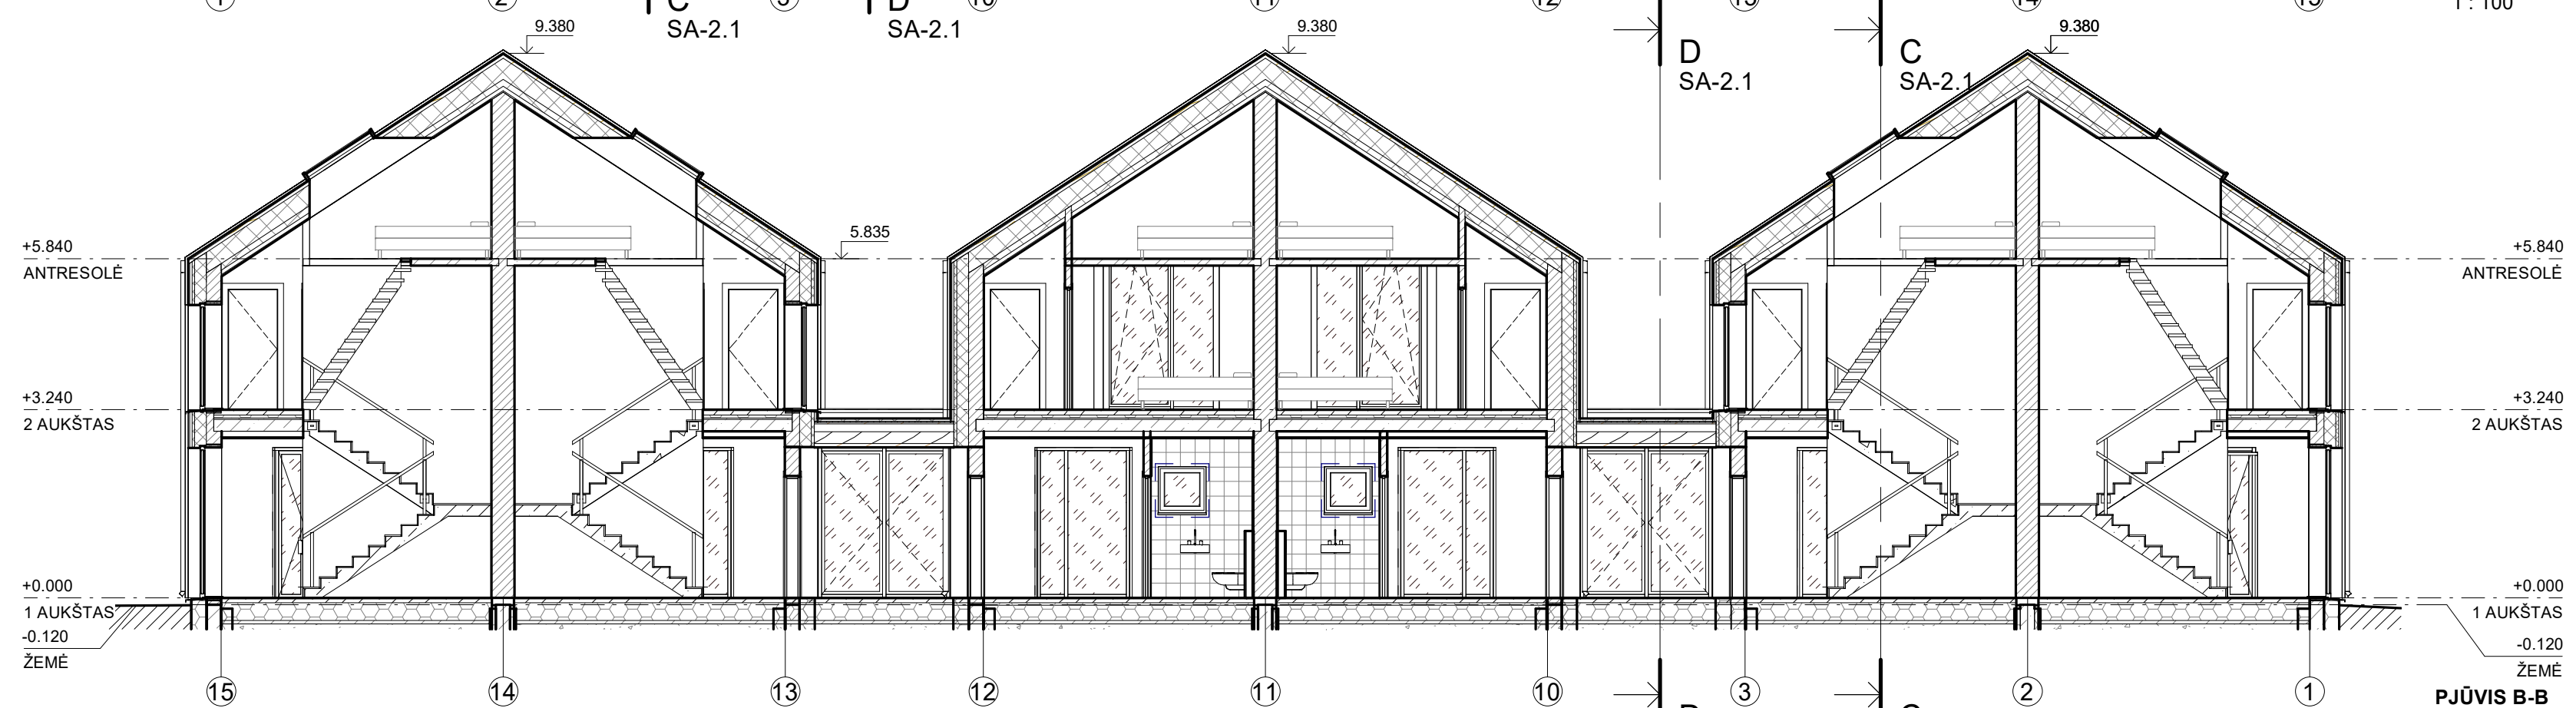 C
SA-2.1
D
SA-2.1
1 : 100
9.380
9.380
9.380
D
SA-2.1
C
SA-2.1
5.835
+5.840
ANTRESOLĖ
+5.840
ANTRESOLĖ
+3.240
2 AUKŠTAS
+3.240
2 AUKŠTAS
+0.000
1 AUKŠTAS
-0.120
ŽEMĖ
+0.000
1 AUKŠTAS
-0.120
ŽEMĖ
15 14 13 12 11 10 3 2 1
PJŪVIS B-B